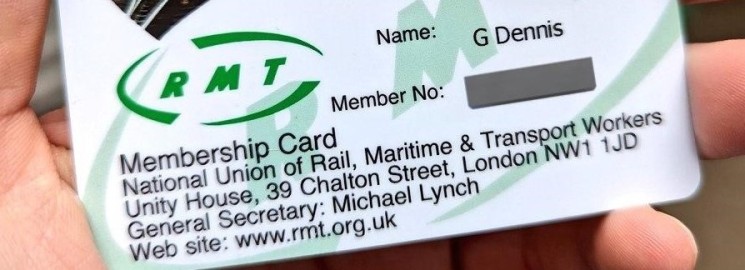 Name: G Dennis
RMT
Member No:
Membership Card
National Union of Rail, Maritime & Transport Workers
Unity House, 39 Chalton Street, London NW1 1JD
General Secretary: Michael Lynch
Web site: www.rmt.org.uk